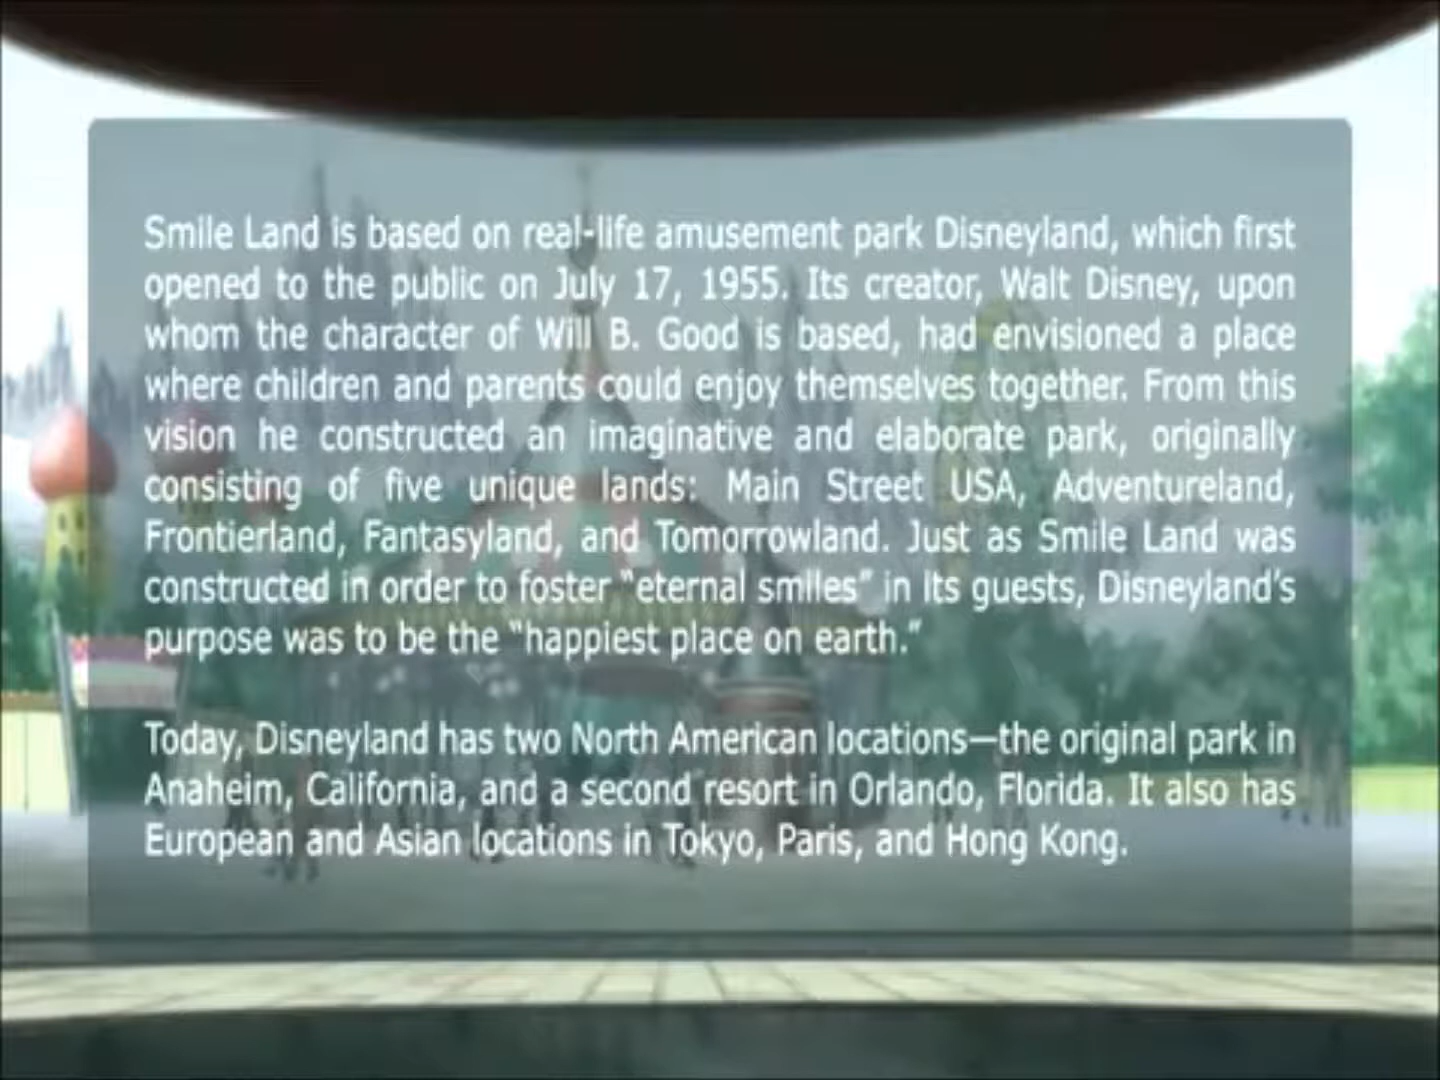 Smile Land is based on real-life amusement park Disneyland, which first
opened to the public on July 17, 1955. Its creator, Walt Disney, upon
whom the character of Will B. Good is based, had envisioned a place
where children and parents could enjoy themselves together. From this
vision he constructed an imaginative and elaborate park, originally
consisting of five unique lands: Main Street USA, Adventureland,
Frontierland, Fantasyland, and Tomorrowland. Just as Smile Land was
constructed in order to foster “eternal smiles” in its guests, Disneyland’s
purpose was to be the “happiest place on earth.”
Today, Disneyland has two North American locations—the original park in
Anaheim, California, and a second resort in Orlando, Florida. It also has
European and Asian locations in Tokyo, Paris, and Hong Kong.